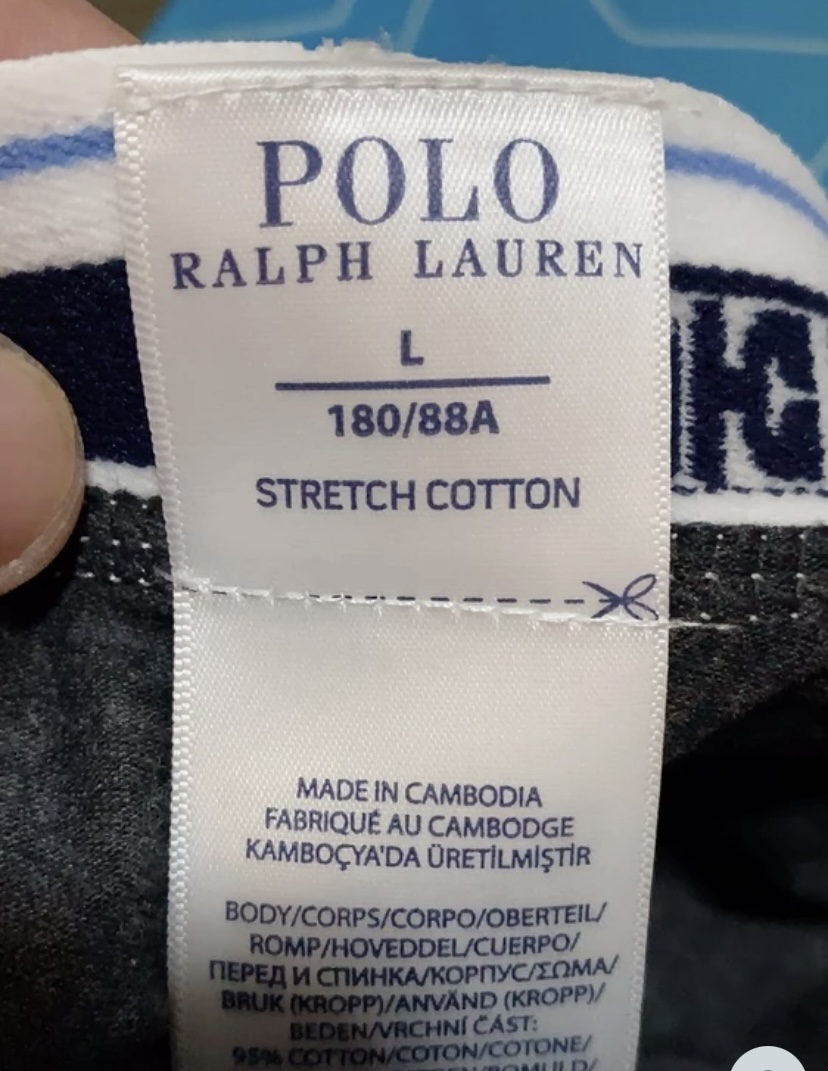 POLO
RALPH LAUREN
L
180/88A
STRETCH COTTON
MADE IN CAMBODIA
FABRIQUÉ AU CAMBODGE
KAMBOÇYA'DA ÜRETİLMİŞTİR
BODY/CORPS/CORPO/OBERTEIL/
ROMP/HOVEDDEL/CUERPO/
ПЕРЕД И СПИНКА/КОРПУС/ΣΩΜΑ/
BRUK (KROPP)/ANVÄND (KROPP)/
BEDEN/VRCHNÍ ČÁST:
95% COTTON/COTON/COTONE/